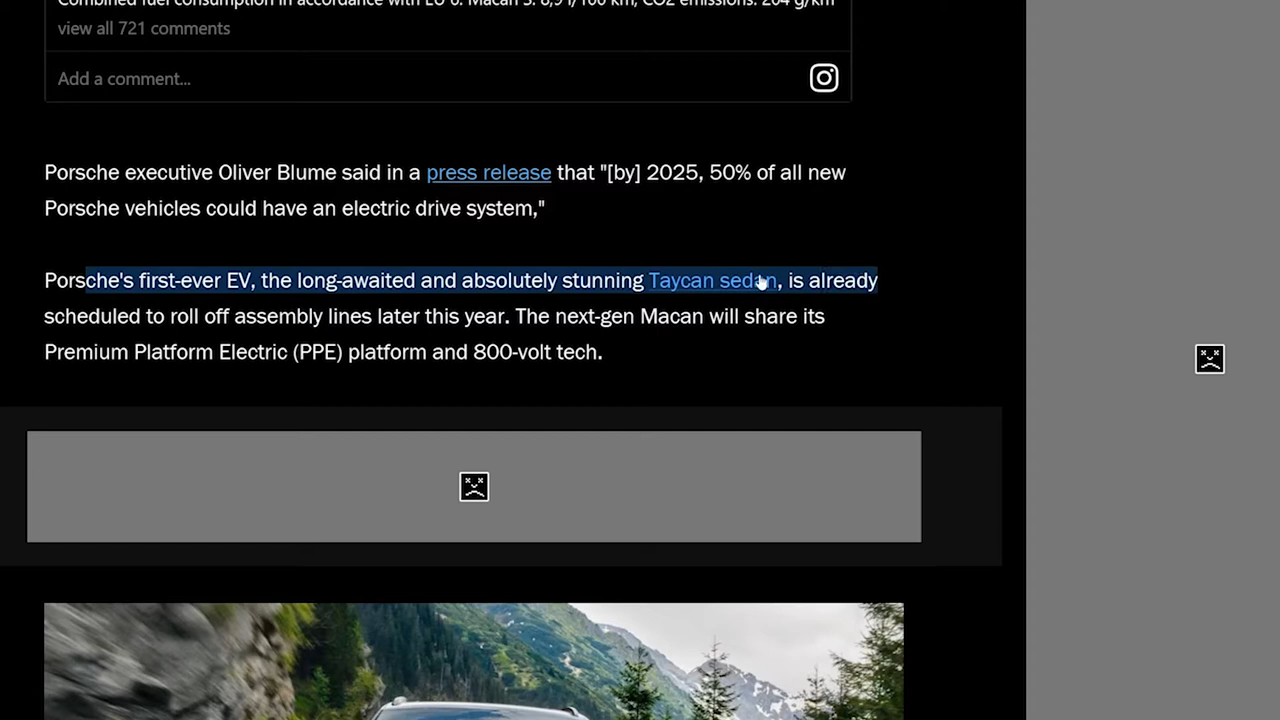 Combined fuel consumption in accordance with EU 6: Macan S: 8,9 l/100 km; CO2 emissions: 204 g/km
view all 721 comments
Add a comment...
Porsche executive Oliver Blume said in a press release that "[by] 2025, 50% of all new
Porsche vehicles could have an electric drive system,"
Porsche's first-ever EV, the long-awaited and absolutely stunning Taycan sedan, is already
scheduled to roll off assembly lines later this year. The next-gen Macan will share its
Premium Platform Electric (PPE) platform and 800-volt tech.